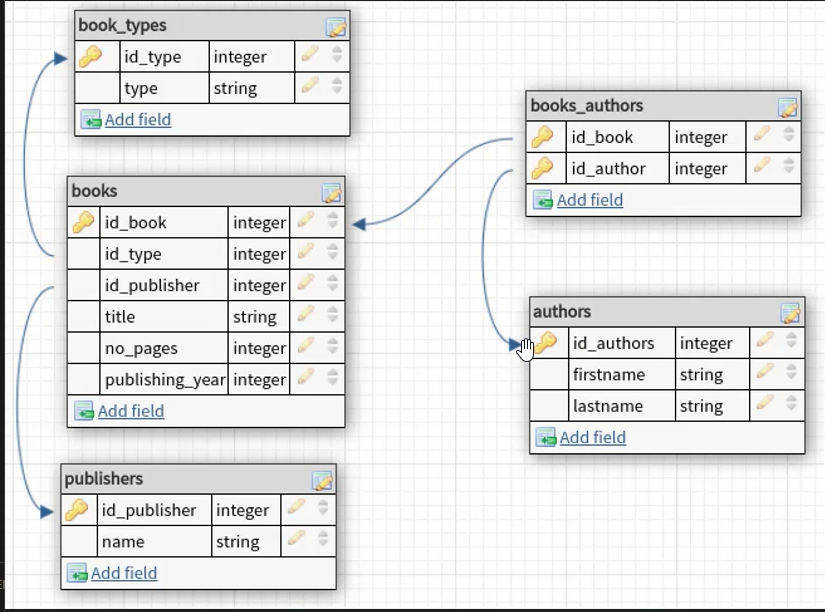 book_types
id_type integer
type string
Add field
books
id_book integer
id_type integer
id_publisher integer
title string
no_pages integer
publishing_year integer
Add field
publishers
id_publisher integer
name string
Add field
books_authors
id_book integer
id_author integer
Add field
authors
id_authors integer
firstname string
lastname string
Add field